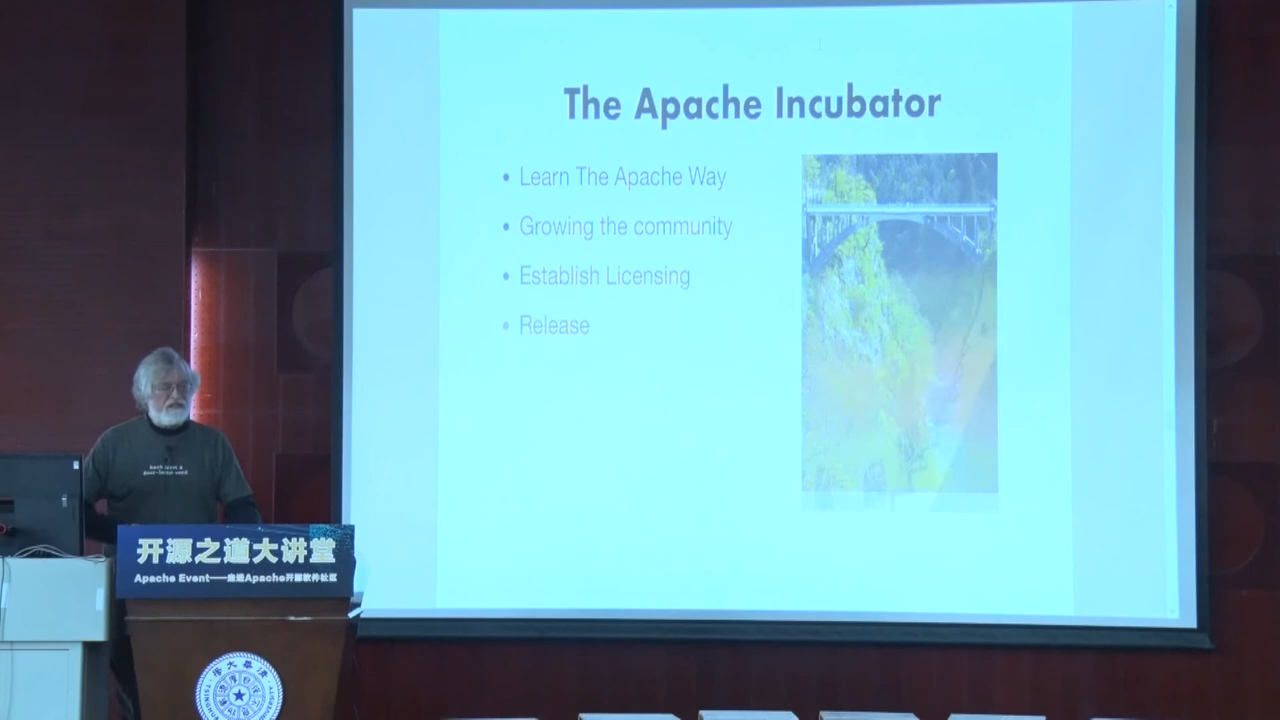 The Apache Incubator
• Learn The Apache Way
• Growing the community
• Establish Licensing
• Release
开源之道大讲堂
Apache Event——走进Apache开源软件社区